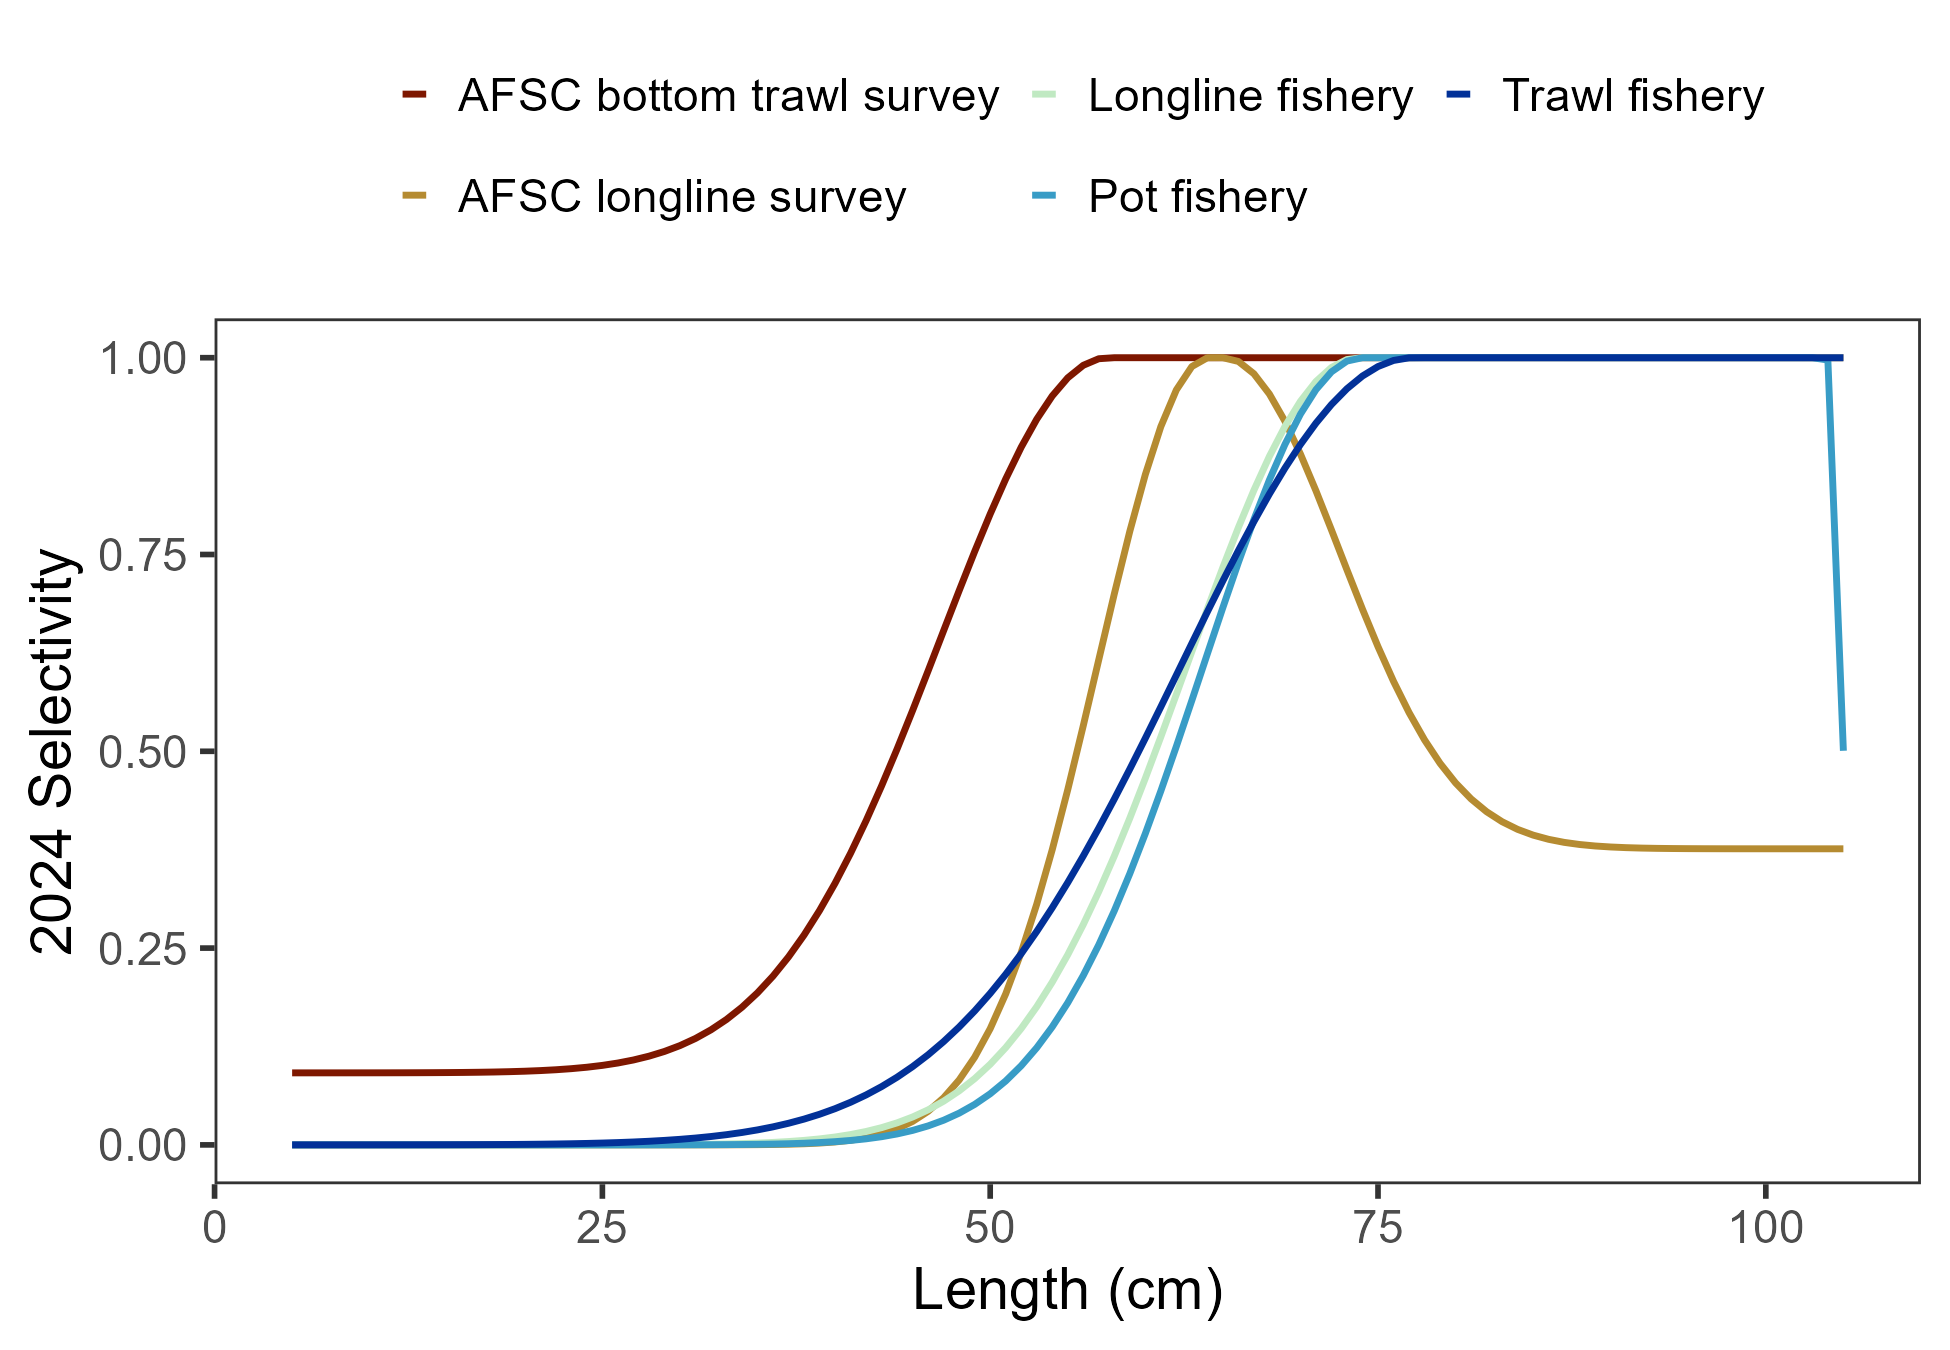 AFSC bottom trawl survey Longline fishery Trawl fishery
AFSC longline survey Pot fishery
1.00
0.75
0.50
0.25
0.00
2024 Selectivity
0 25 50 75 100
Length (cm)